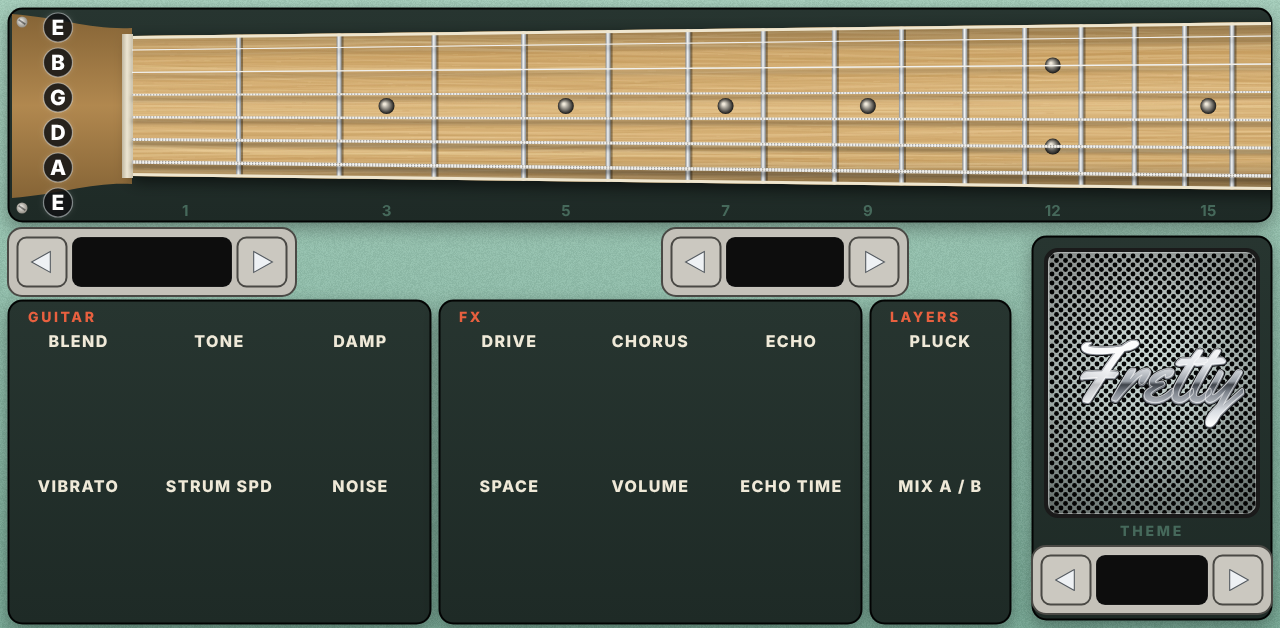 E
B
G
D
A
E
1 3 5 7 9 12 15
GUITAR
BLEND TONE DAMP
VIBRATO STRUM SPD NOISE
FX
DRIVE CHORUS ECHO
SPACE VOLUME ECHO TIME
LAYERS
PLUCK
MIX A / B
Fretty
THEME